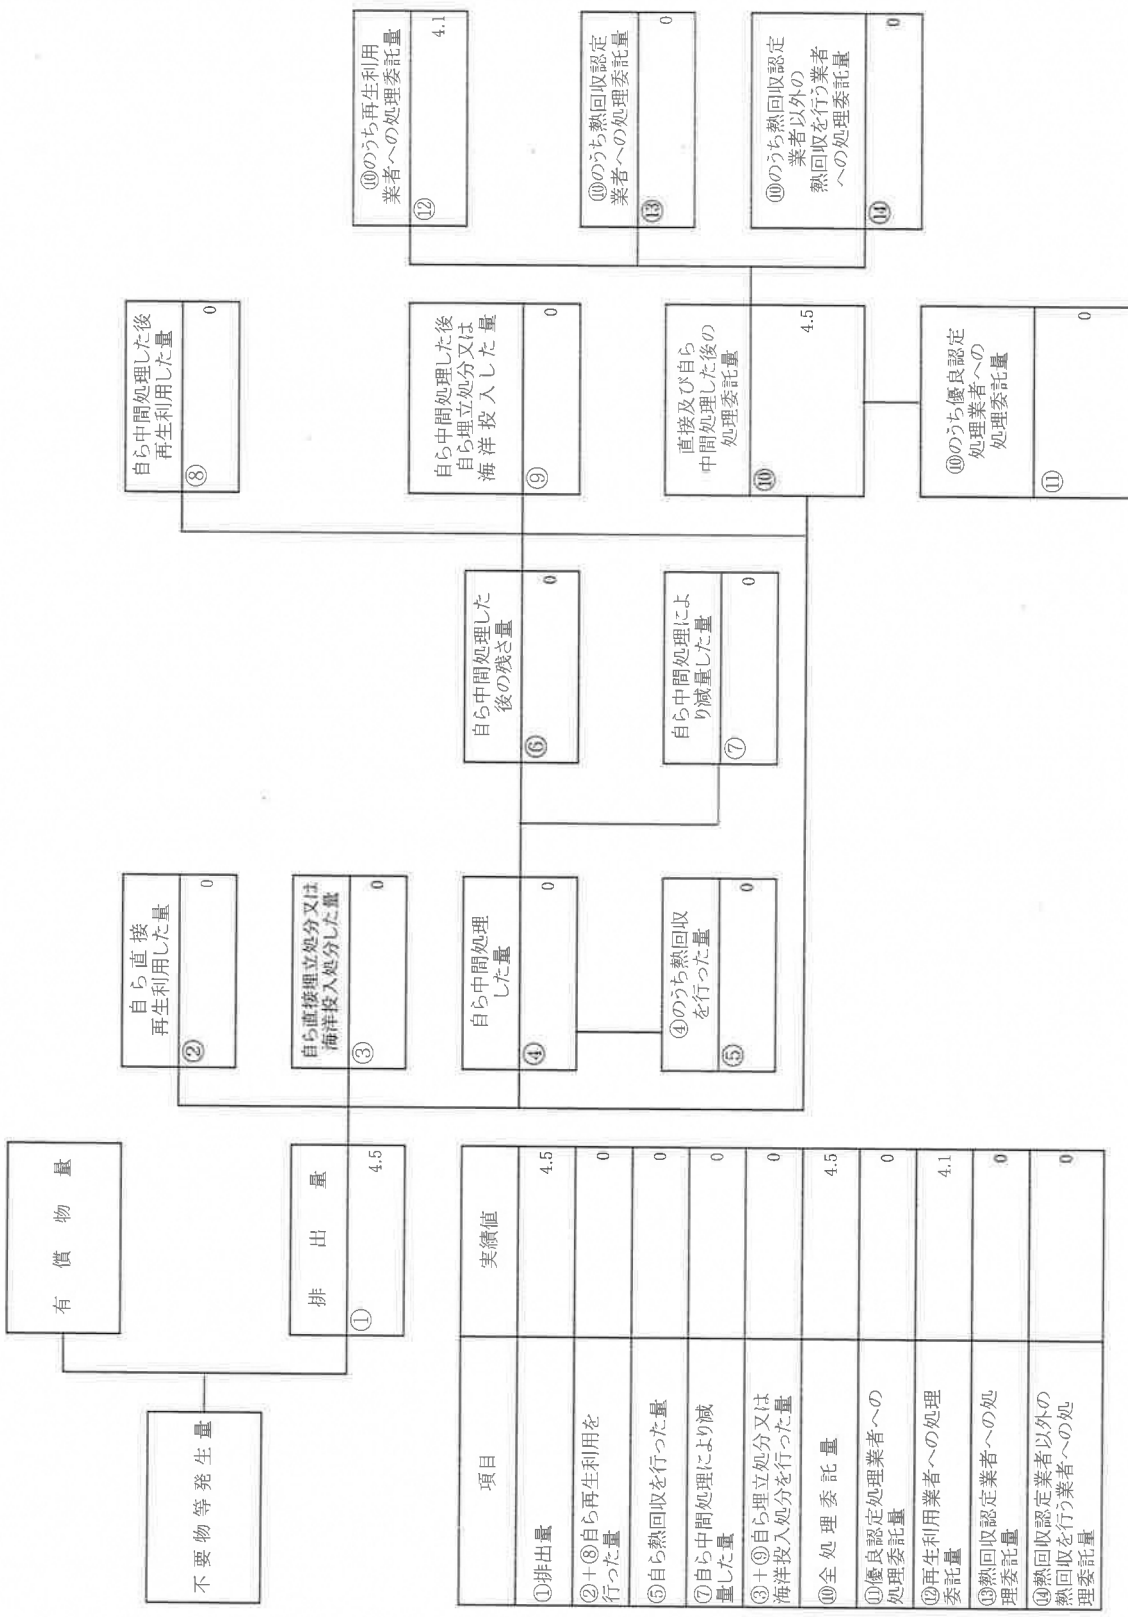 不要物等発生量
有償物量
排出量
①
4.5
自ら直接
再生利用した量
②
0
自ら直接埋立処分又は
海洋投入処分した量
③
0
自ら中間処理
した量
④
0
④のうち熱回収
を行った量
⑤
0
自ら中間処理した
後の残さ量
⑥
0
自ら中間処理によ
り減量した量
⑦
0
自ら中間処理した後
再生利用した量
⑧
0
自ら中間処理した後
自ら埋立処分又は
海洋投入した量
⑨
0
直接及び自ら
中間処理した後の
処理委託量
⑩
4.5
⑩のうち優良認定
処理業者への
処理委託量
⑪
0
⑩のうち再生利用
業者への処理委託量
⑫
4.1
⑩のうち熱回収認定
業者への処理委託量
⑬
0
⑩のうち熱回収認定
業者以外の
熱回収を行う業者
への処理委託量
⑭
0
項目
実績値
①排出量
4.5
②+⑧自ら再生利用を
行った量
0
⑤自ら熱回収を行った量
0
⑦自ら中間処理により減
量した量
0
③+⑨自ら埋立処分又は
海洋投入処分を行った量
0
⑩全処理委託量
4.5
⑪優良認定処理業者への
処理委託量
0
⑫再生利用業者への処理
委託量
4.1
⑬熱回収認定業者への処
理委託量
0
⑭熱回収認定業者以外の
熱回収を行う業者への処
理委託量
0